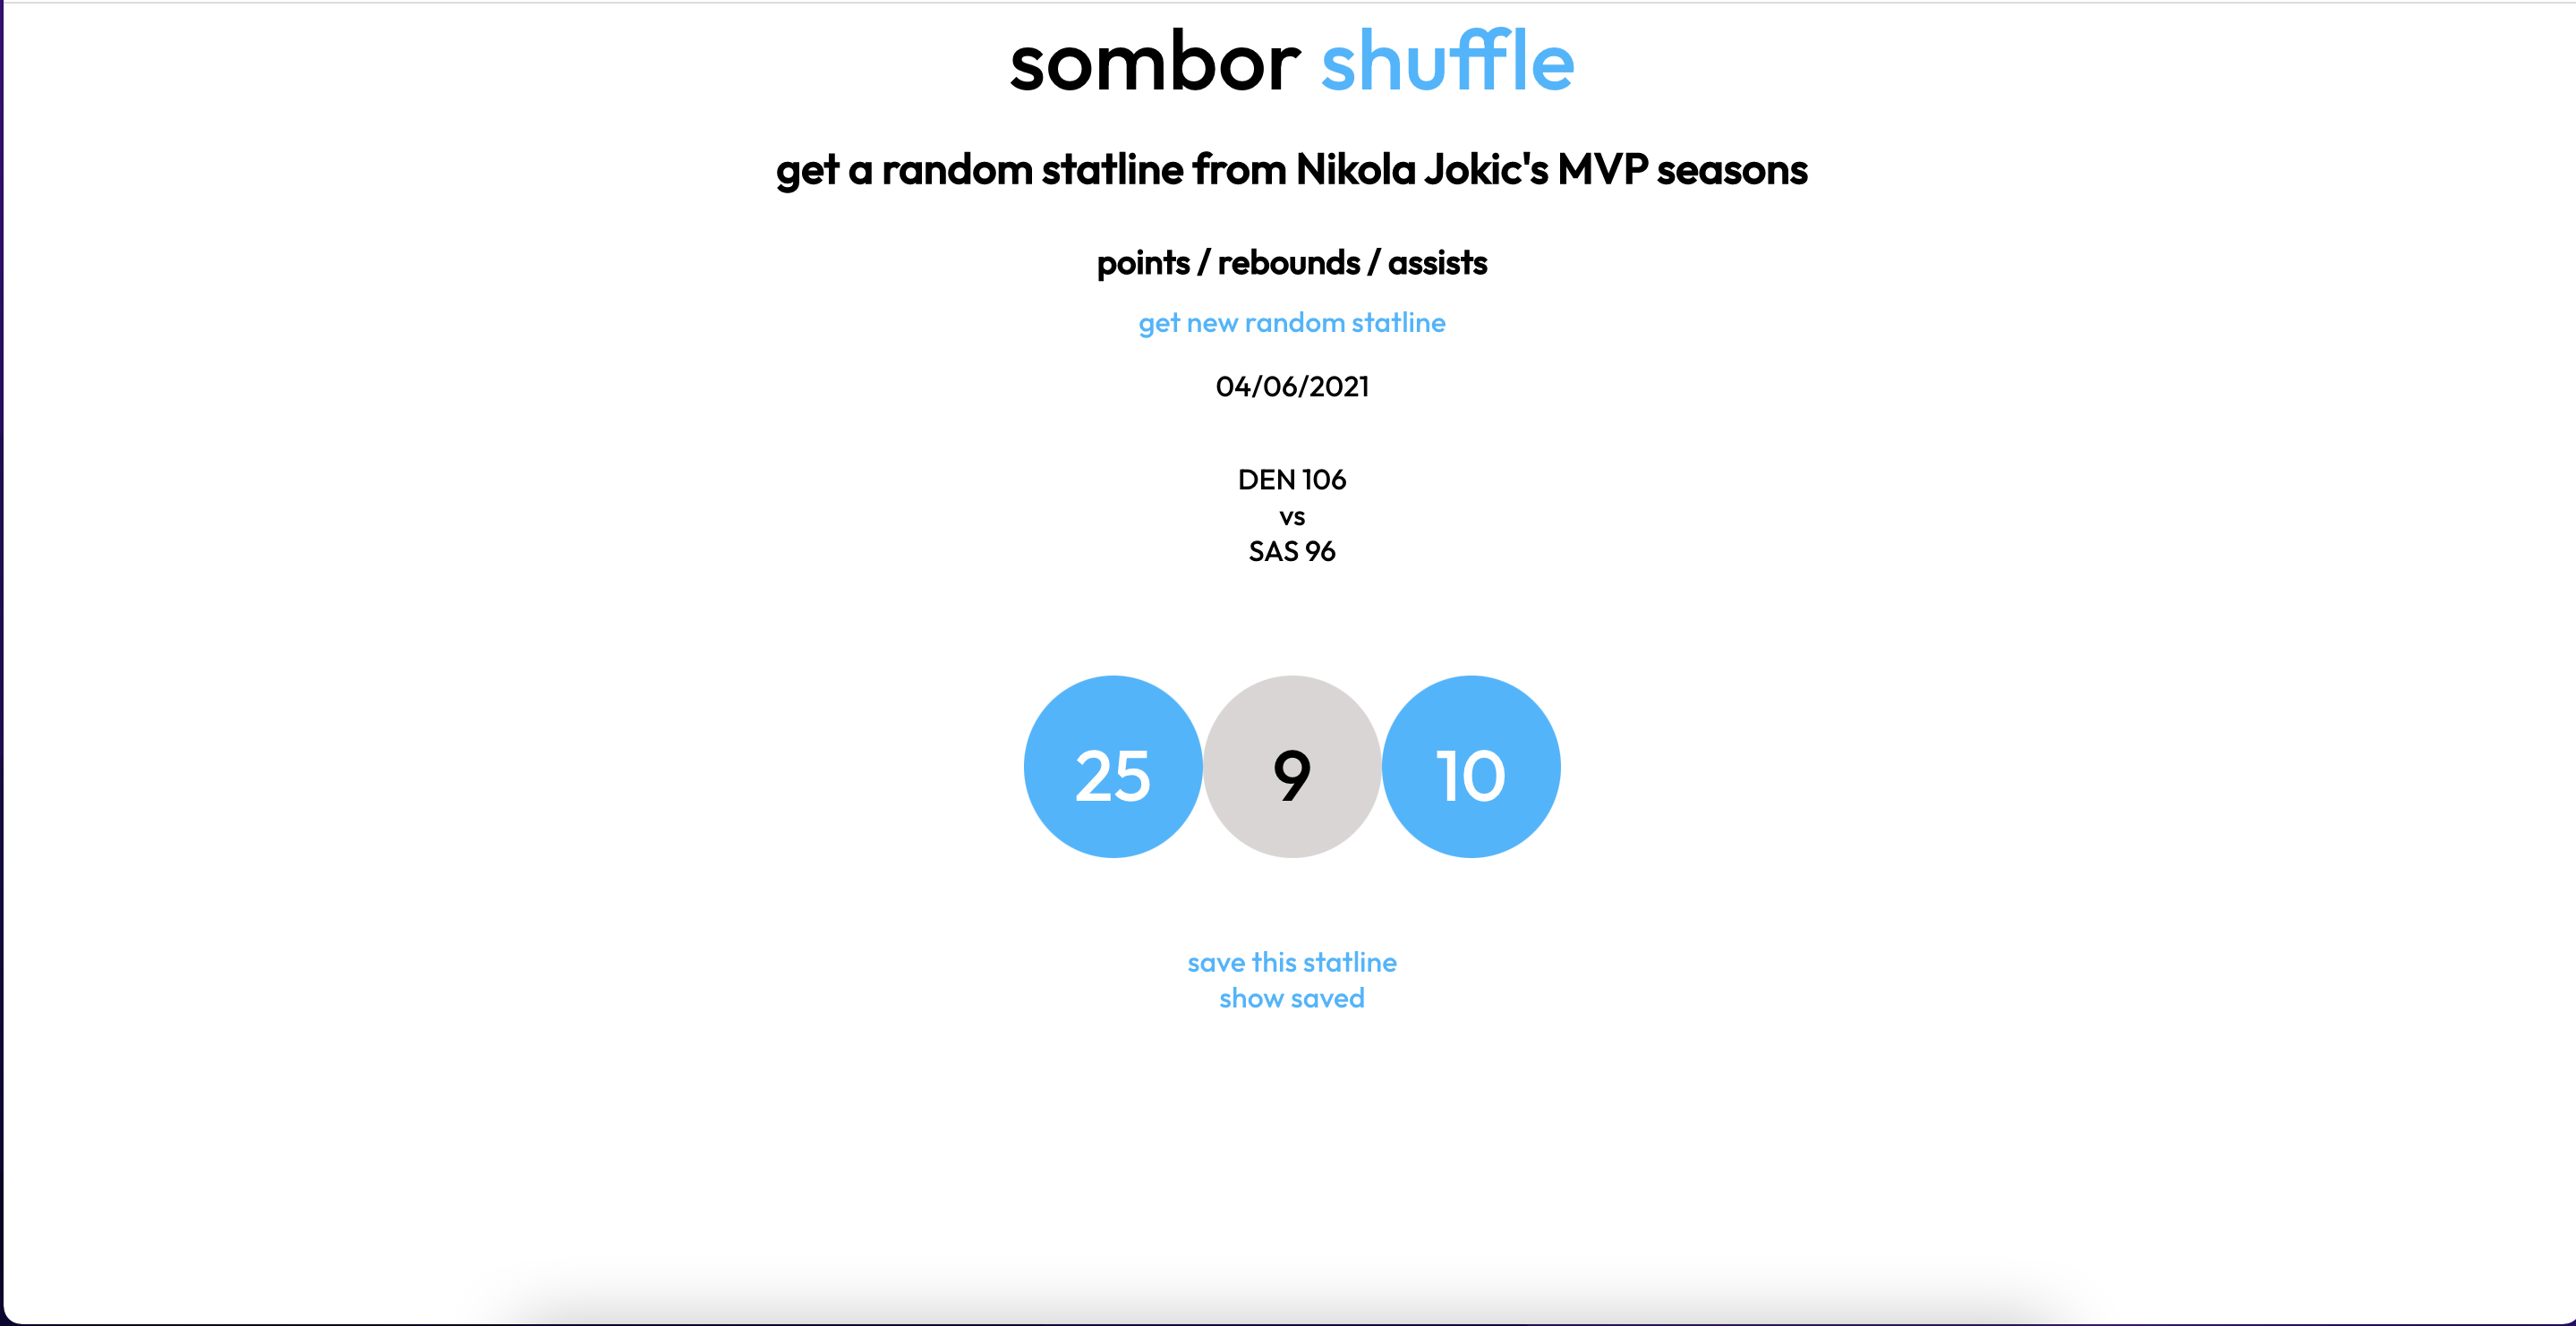 sombor shuffle
get a random statline from Nikola Jokic's MVP seasons
points / rebounds / assists
get new random statline
04/06/2021
DEN 106
vs
SAS 96
25 9 10
save this statline
show saved